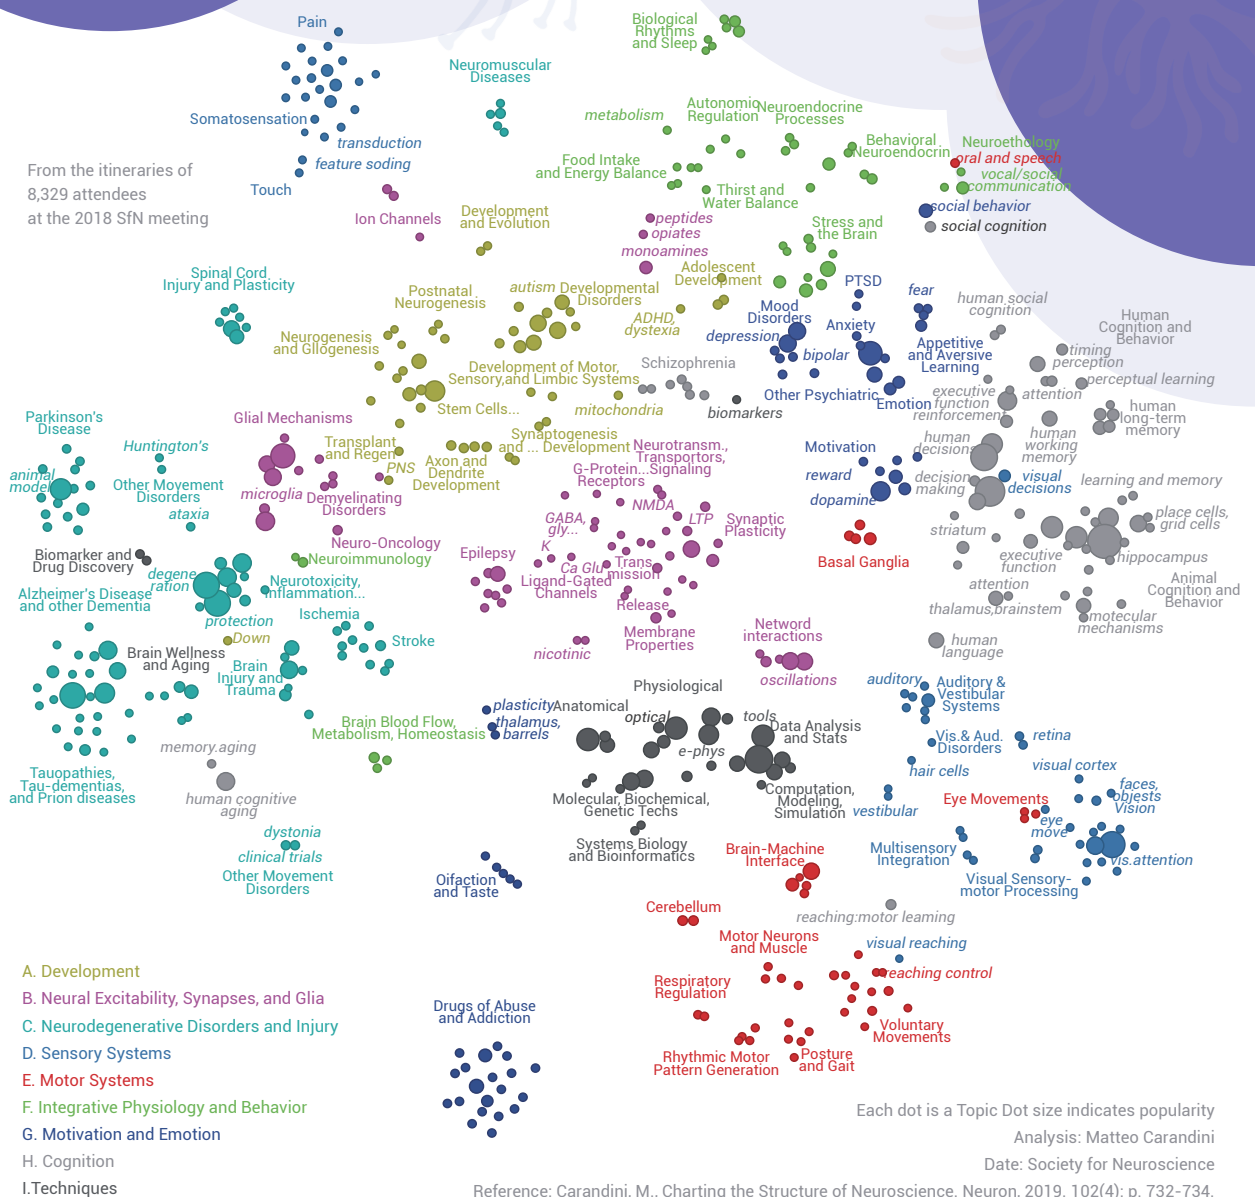 Pain
Biological
Rhythms
and Sleep
Neuromuscular
Diseases
metabolism
Autonomic
Regulation
Neuroendocrine
Processes
Somatosensation
transduction
feature soding
Touch
Behavioral
Neuroendocrin
Neuroethology
oral and speech
vocal/social
communication
From the itineraries of
8,329 attendees
at the 2018 SfN meeting
Food Intake
and Energy Balance
Thirst and
Water Balance
social behavior
social cognition
Ion Channels
Development
and Evolution
peptides
opiates
monoamines
Stress and
the Brain
Spinal Cord
Injury and Plasticity
Postnatal
Neurogenesis
autism Developmental
Disorders
Adolescent
Development
PTSD
fear
human social
cognition
Neurogenesis
and Gliogenesis
ADHD,
dystexia
Mood
Disorders
depression
Anxiety
bipolar
Appetitive
and Aversive
Learning
Human
Cognition and
Behavior
timing
perception
perceptual learning
Development of Motor,
Sensory,and Limbic Systems
Schizophrenia
Other Psychiatric
Emotion
executive
function
reinforcement
attention
human
long-term
memory
Stem Cells...
mitochondria
biomarkers
Parkinson's
Disease
Huntington's
Glial Mechanisms
Transplant
and Regen
PNS
Axon and
Dendrite
Development
Synaptogenesis
and ... Development
Neurotransm.,
Transportors,
G-Protein...Signaling
Receptors
Motivation
reward
dopamine
human
decisions
human
working
memory
decision
making
visual
decisions
learning and memory
animal
model
Other Movement
Disorders
ataxia
microglia
Demyelinating
Disorders
NMDA
LTP
GABA,
gly...
Synaptic
Plasticity
striatum
place cells,
grid cells
Biomarker and
Drug Discovery
Neuro-Oncology
Neuroimmunology
Epilepsy
K
Ca Glu
Trans
mission
Ligand-Gated
Channels
Basal Ganglia
executive
function
hippocampus
Alzheimer's Disease
and other Dementia
degene
ration
Neurotoxicity,
Inflammation...
protection
Ischemia
Release
attention
thalamus,brainstem
Animal
Cognition and
Behavior
molecular
mechanisms
Down
Stroke
Membrane
Properties
nicotinic
Netword
interactions
oscillations
human
language
Brain Wellness
and Aging
Brain
Injury and
Trauma
Physiological
auditory
Auditory &
Vestibular
Systems
Brain Blood Flow,
Metabolism, Homeostasis
plasticity
thalamus,
barrels
Anatomical
optical
e-phys
tools
Data Analysis
and Stats
Vis.& Aud.
Disorders
retina
memory.aging
hair cells
visual cortex
Tauopathies,
Tau-dementias,
and Prion diseases
human cognitive
aging
Molecular, Biochemical,
Genetic Techs
Computation,
Modeling,
Simulation
vestibular
Eye Movements
faces,
objests
Vision
eye
move
dystonia
clinical trials
Other Movement
Disorders
Systems Biology
and Bioinformatics
Brain-Machine
Interface
Multisensory
Integration
Visual Sensory-
motor Processing
vis.attention
Olfaction
and Taste
Cerebellum
reaching:motor leaming
Motor Neurons
and Muscle
visual reaching
reaching control
Respiratory
Regulation
Voluntary
Movements
Rhythmic Motor
Pattern Generation
Posture
and Gait
Drugs of Abuse
and Addiction
A. Development
B. Neural Excitability, Synapses, and Glia
C. Neurodegenerative Disorders and Injury
D. Sensory Systems
E. Motor Systems
F. Integrative Physiology and Behavior
G. Motivation and Emotion
H. Cognition
I.Techniques
Each dot is a Topic Dot size indicates popularity
Analysis: Matteo Carandini
Date: Society for Neuroscience
Reference: Carandini, M., Charting the Structure of Neuroscience. Neuron, 2019. 102(4): p. 732-734.